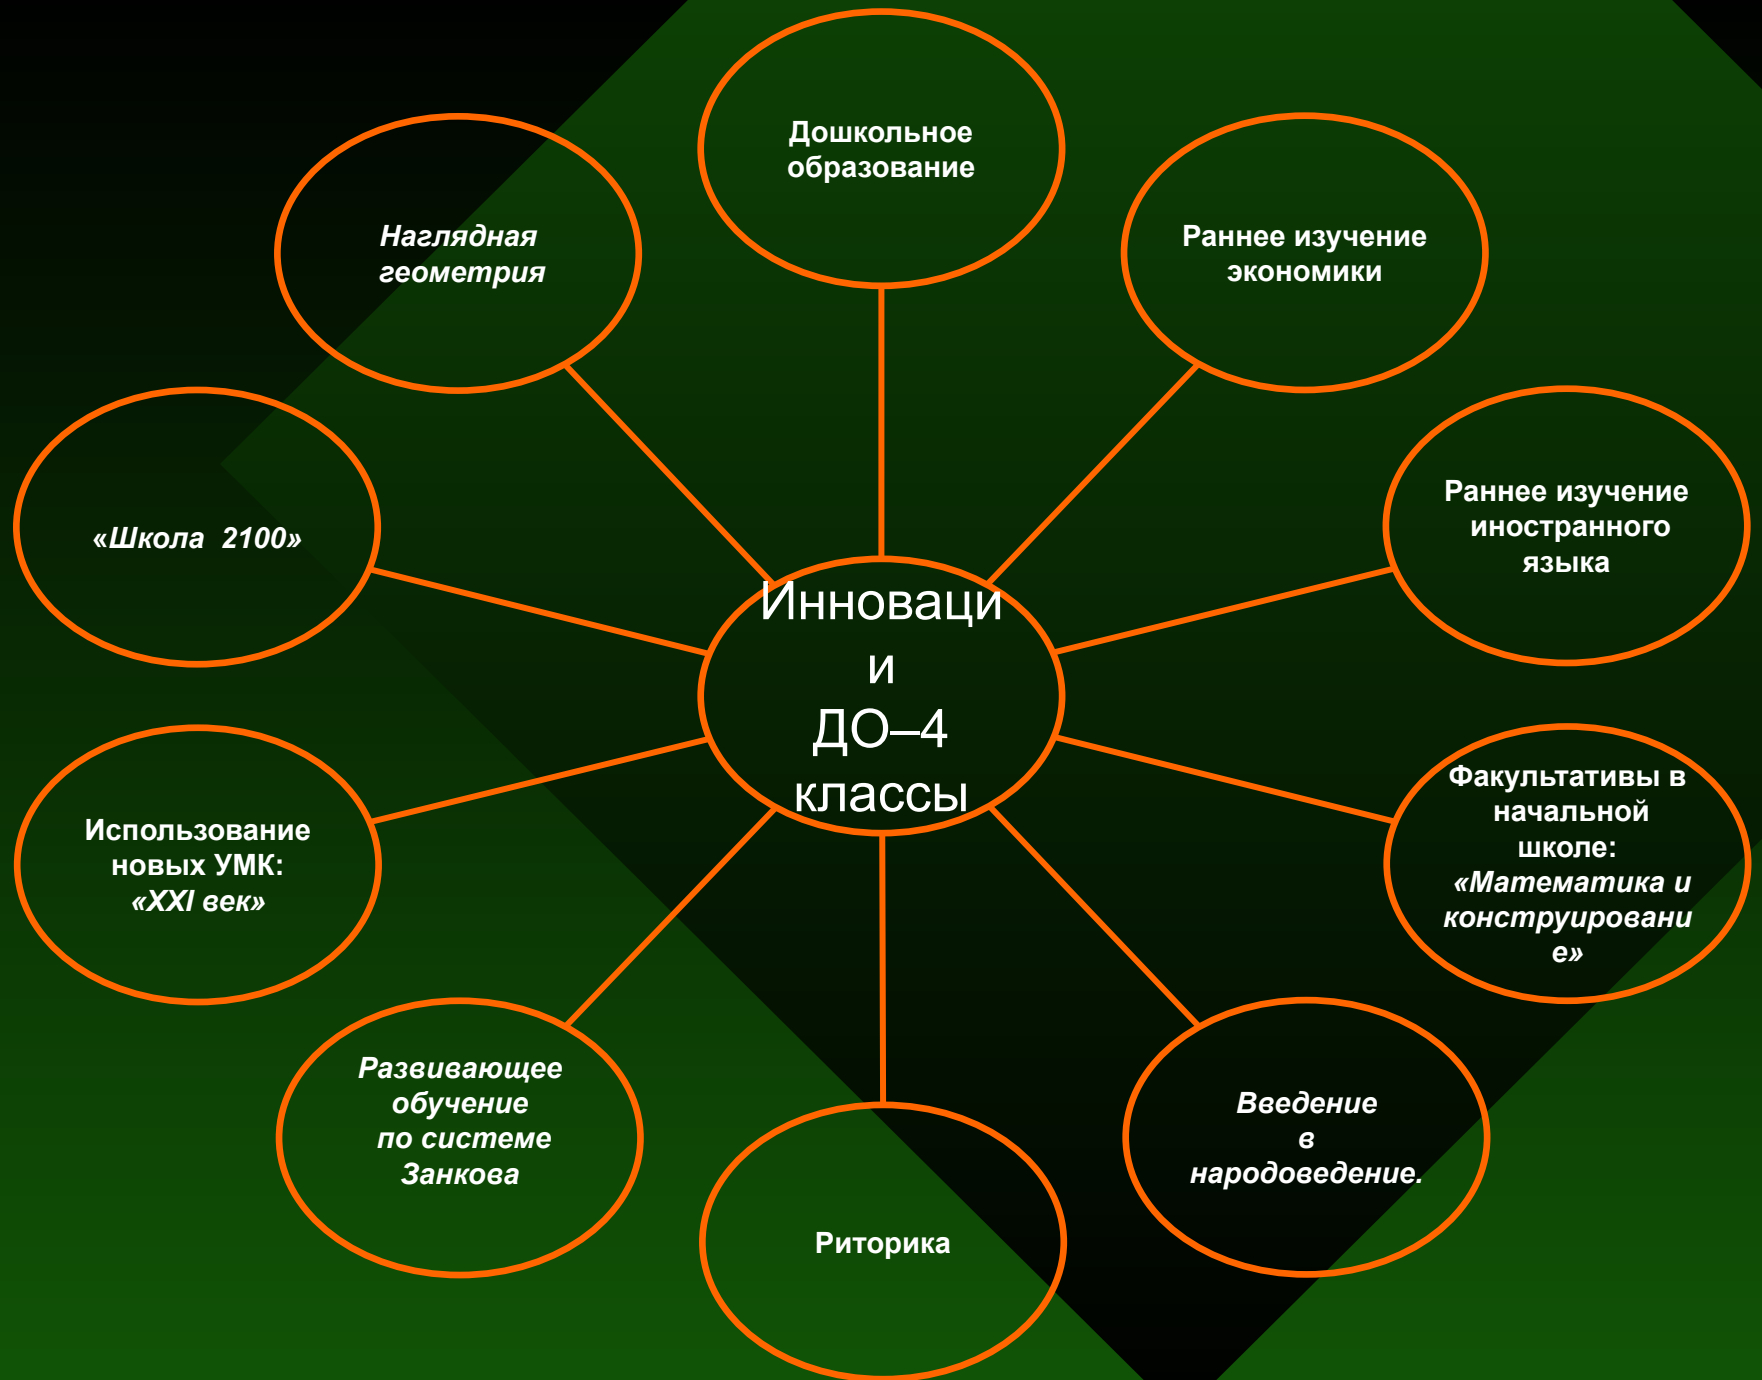 Дошкольное
образование
Наглядная
геометрия
Раннее изучение
экономики
«Школа 2100»
Раннее изучение
иностранного
языка
Инноваци
и
ДО–4
классы
Использование
новых УМК:
«XXI век»
Факультативы в
начальной
школе:
«Математика и
конструировани
е»
Развивающее
обучение
по системе
Занкова
Введение
в
народоведение.
Риторика